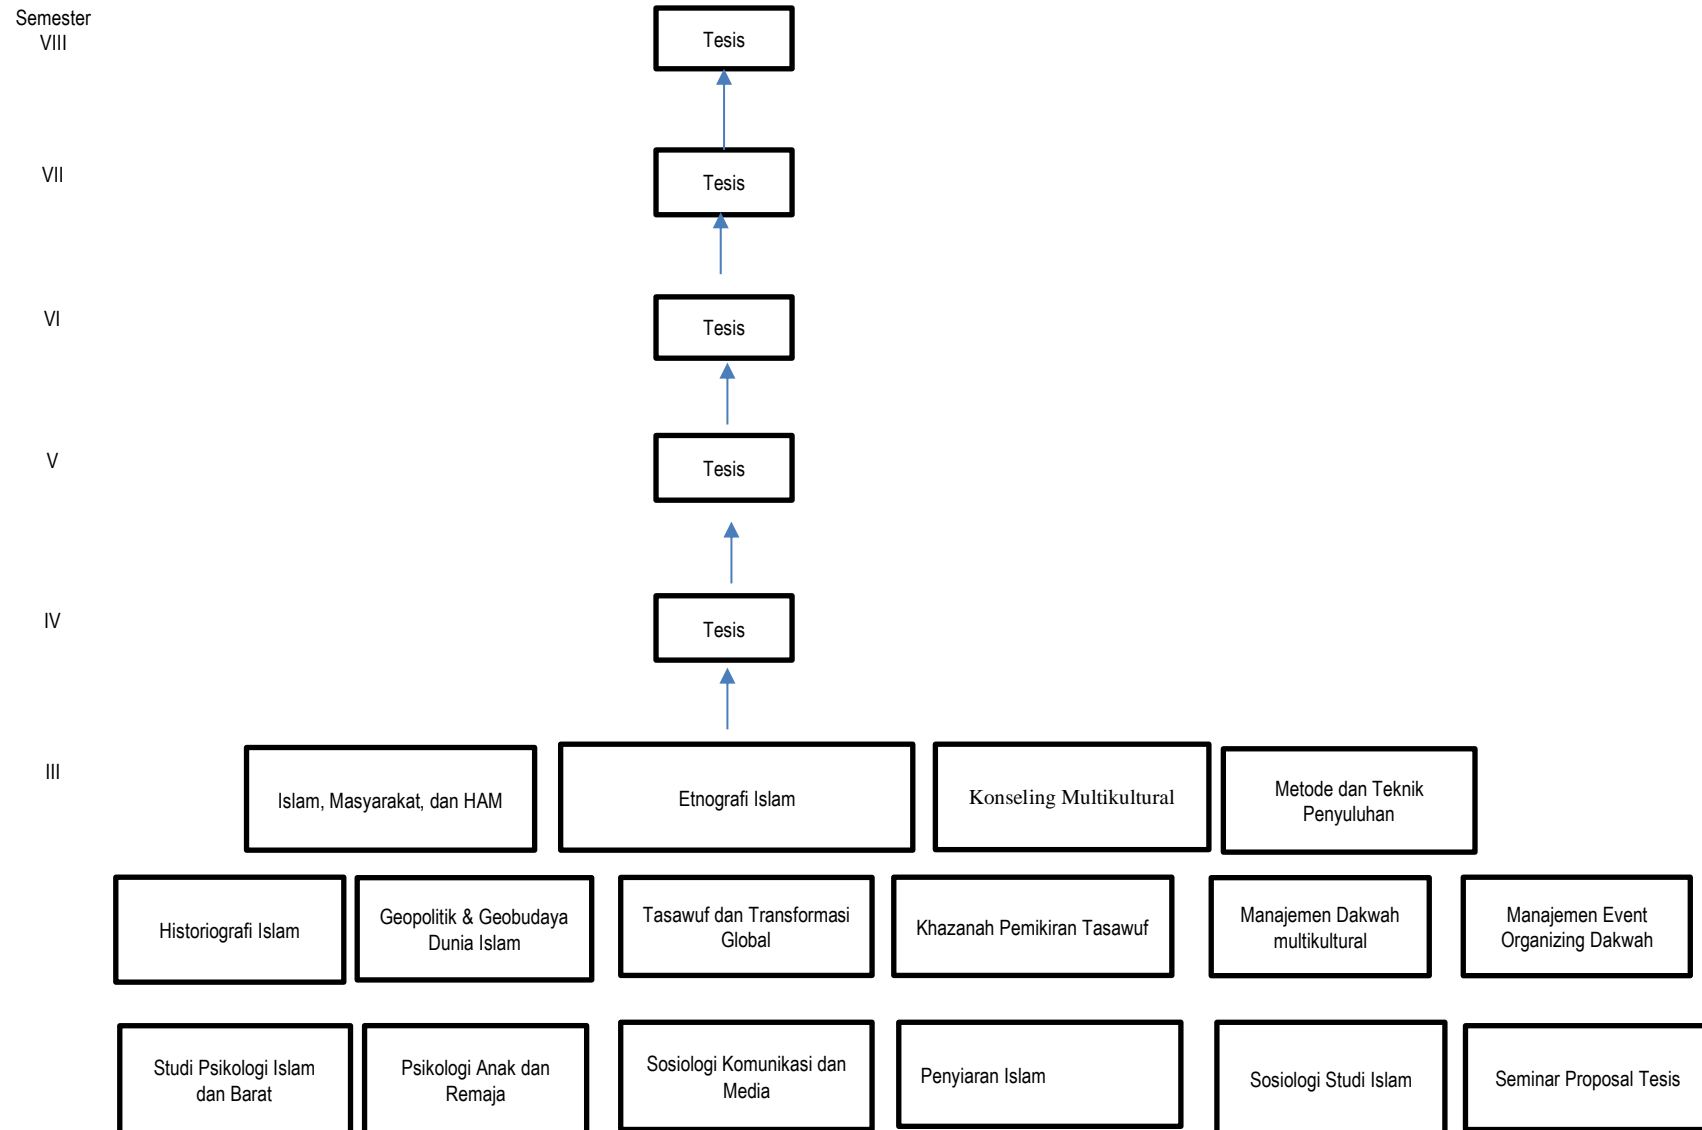 Semester
VIII
Tesis
VII
Tesis
VI
Tesis
V
Tesis
IV
Tesis
III
Islam, Masyarakat, dan HAM
Etnografi Islam
Konseling Multikultural
Metode dan Teknik
Penyuluhan
Historiografi Islam
Geopolitik & Geobudaya
Dunia Islam
Tasawuf dan Transformasi
Global
Khazanah Pemikiran Tasawuf
Manajemen Dakwah
multikultural
Manajemen Event
Organizing Dakwah
Studi Psikologi Islam
dan Barat
Psikologi Anak dan
Remaja
Sosiologi Komunikasi dan
Media
Penyiaran Islam
Sosiologi Studi Islam
Seminar Proposal Tesis